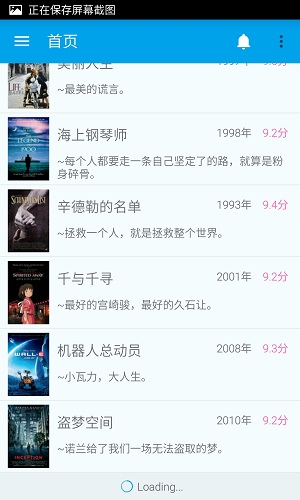 正在保存屏幕截图
首页
美丽人生 1997年
~最美的谎言。
海上钢琴师 1998年 9.2分
~每个人都要走一条自己坚定了的路，就算是粉
身碎骨。
辛德勒的名单 1993年 9.4分
~拯救一个人，就是拯救整个世界。
千与千寻 2001年 9.2分
~最好的宫崎骏，最好的久石让。
机器人总动员 2008年 9.3分
~小瓦力，大人生。
盗梦空间 2010年 9.2分
~诺兰给了我们一场无法盗取的梦。
Loading...